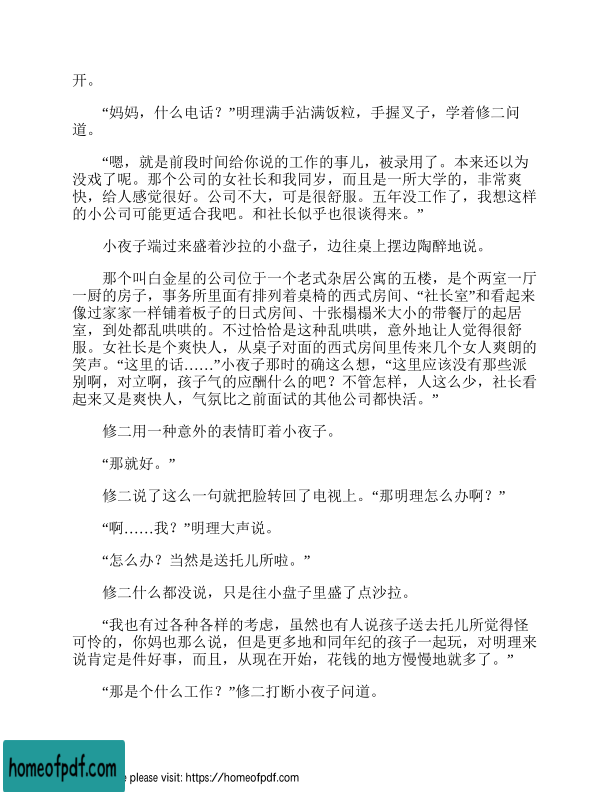 开。
“妈妈，什么电话？”明理满手沾满饭粒，手握叉子，学着修二问
道。
“嗯，就是前段时间给你说的工作的事儿，被录用了。本来还以为
没戏了呢。那个公司的女社长和我同岁，而且是一所大学的，非常爽
快，给人感觉很好。公司不大，可是很舒服。五年没工作了，我想这样
的小公司可能更适合我吧。和社长似乎也很谈得来。”
小夜子端过来盛着沙拉的小盘子，边往桌上摆边陶醉地说。
那个叫白金星的公司位于一个老式杂居公寓的五楼，是个两室一厅
一厨的房子，事务所里面有排列着桌椅的西式房间、“社长室”和看起来
像过家家一样铺着板子的日式房间、十张榻榻米大小的带餐厅的起居
室，到处都乱哄哄的。不过恰恰是这种乱哄哄，意外地让人觉得很舒
服。女社长是个爽快人，从桌子对面的西式房间里传来几个女人爽朗的
笑声。“这里的话……”小夜子那时的确这么想，“这里应该没有那些派
别啊，对立啊，孩子气的应酬什么的吧？不管怎样，人这么少，社长看
起来又是爽快人，气氛比之前面试的其他公司都快活。”
修二用一种意外的表情盯着小夜子。
“那就好。”
修二说了这么一句就把脸转回了电视上。“那明理怎么办啊？”
“啊……我？”明理大声说。
“怎么办？当然是送托儿所啦。”
修二什么都没说，只是往小盘子里盛了点沙拉。
“我也有过各种各样的考虑，虽然也有人说孩子送去托儿所觉得怪
可怜的，你妈也那么说，但是更多地和同年纪的孩子一起玩，对明理来
说肯定是件好事，而且，从现在开始，花钱的地方慢慢地就多了。”
“那是个什么工作？”修二打断小夜子问道。
homeofpdf.com
e please visit: https://homeofpdf.com